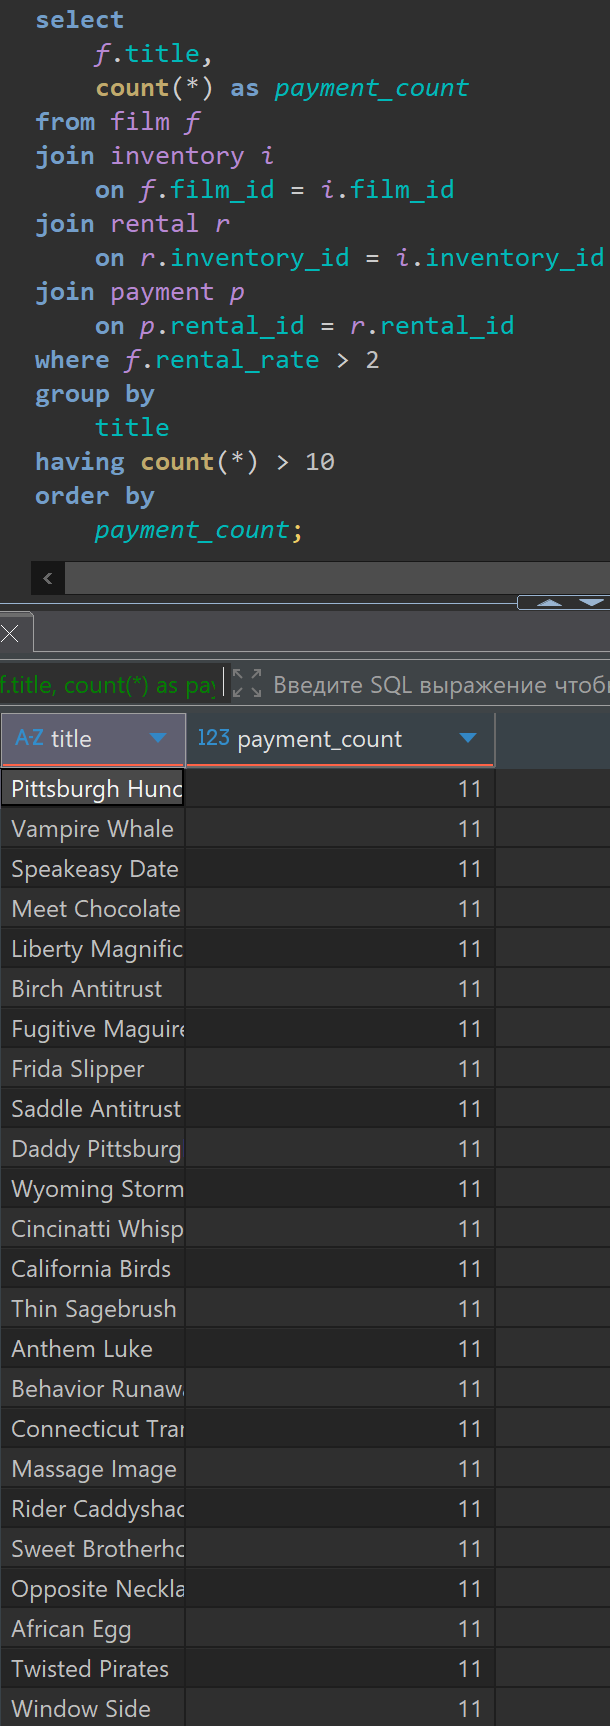 select
f.title,
count(*) as payment_count
from film f
join inventory i
on f.film_id = i.film_id
join rental r
on r.inventory_id = i.inventory_id
join payment p
on p.rental_id = r.rental_id
where f.rental_rate > 2
group by
title
having count(*) > 10
order by
payment_count;
f.title, count(*) as pay
Введите SQL выражение чтобы
A-Z title 123 payment_count
Pittsburgh Hunc 11
Vampire Whale 11
Speakeasy Date 11
Meet Chocolate 11
Liberty Magnific 11
Birch Antitrust 11
Fugitive Maguire 11
Frida Slipper 11
Saddle Antitrust 11
Daddy Pittsburg 11
Wyoming Storm 11
Cincinatti Whisp 11
California Birds 11
Thin Sagebrush 11
Anthem Luke 11
Behavior Runawa 11
Connecticut Tra 11
Massage Image 11
Rider Caddyshac 11
Sweet Brotherho 11
Opposite Neckla 11
African Egg 11
Twisted Pirates 11
Window Side 11